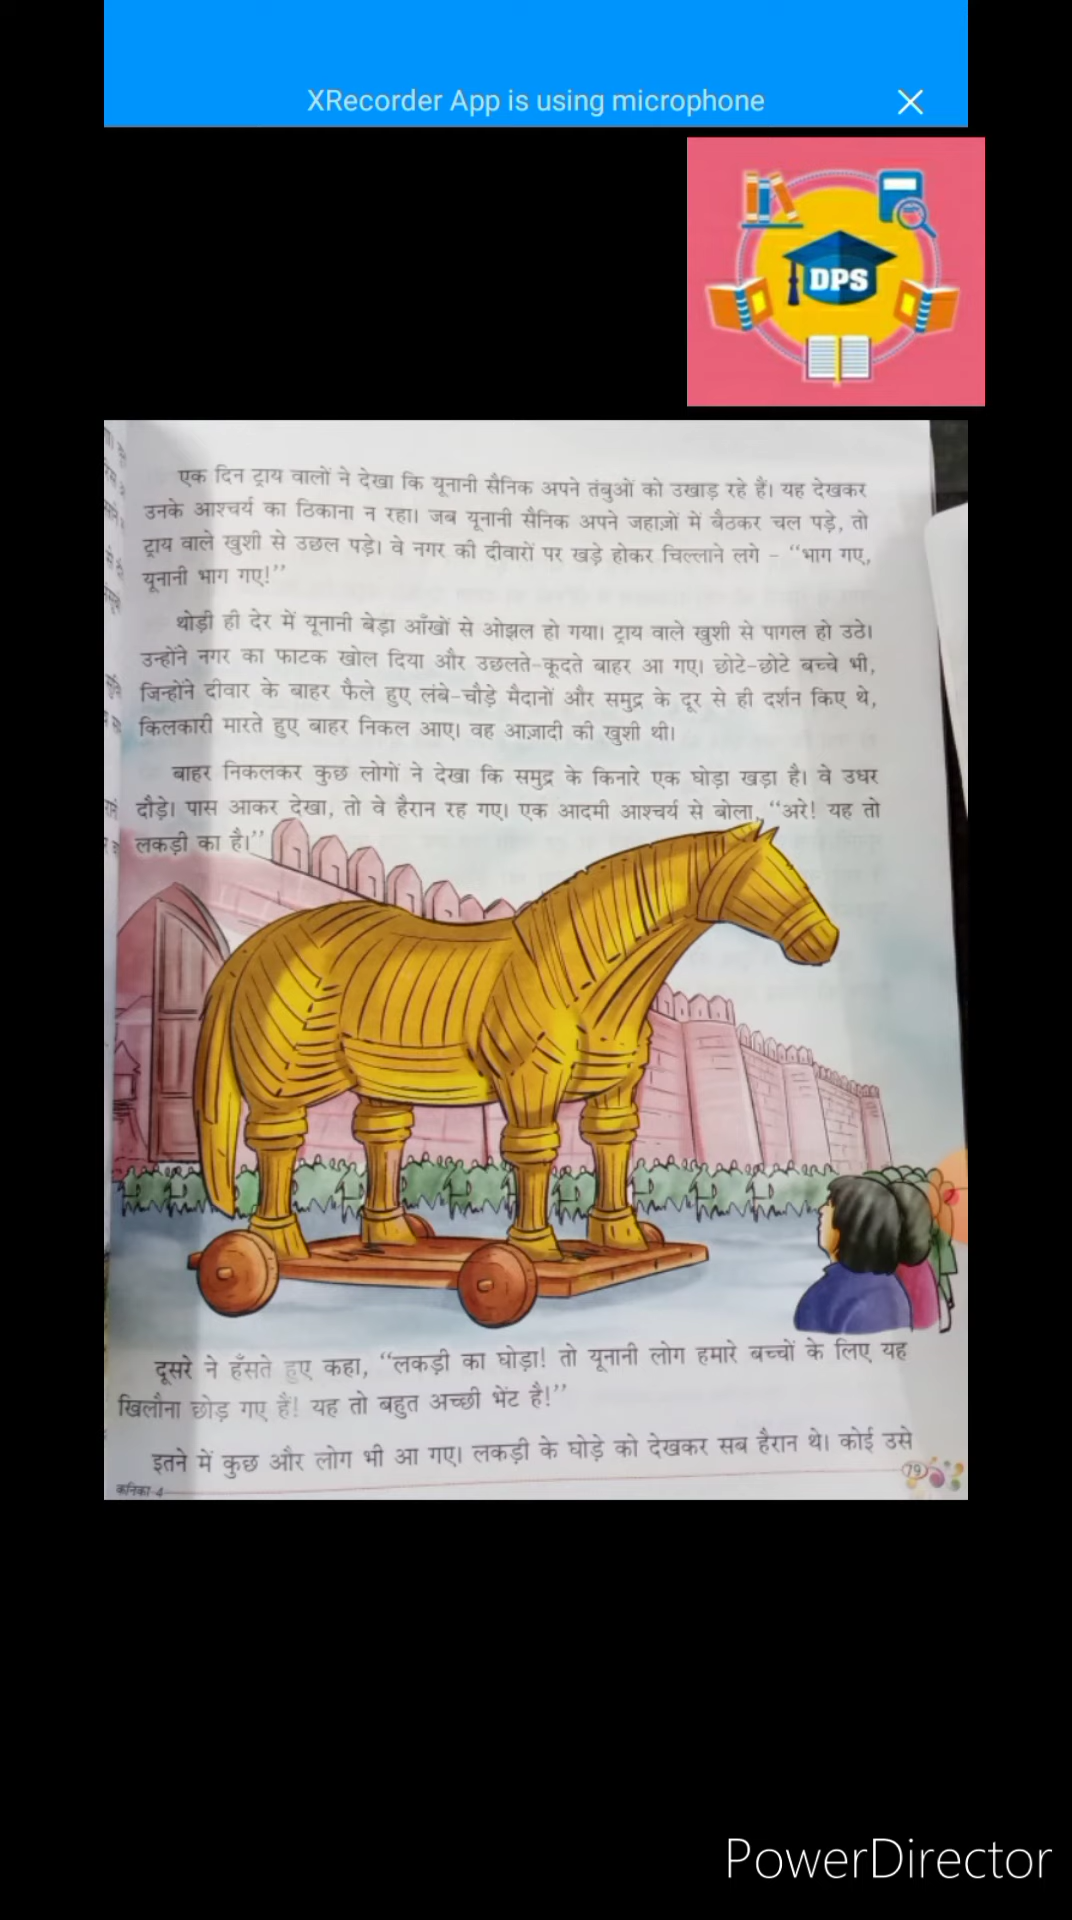 XRecorder App is using microphone
DPS
एक दिन ट्राय वालों ने देखा कि यूनानी सैनिक अपने तंबुओं को उखाड़ रहे हैं। यह देखकर
उनके आश्चर्य का ठिकाना न रहा। जब यूनानी सैनिक अपने जहाज़ों में बैठकर चल पड़े, तो
ट्राय वाले खुशी से उछल पड़े। वे नगर की दीवारों पर खड़े होकर चिल्लाने लगे - “भाग गए,
यूनानी भाग गए!”
थोड़ी ही देर में यूनानी बेड़ा आँखों से ओझल हो गया। ट्राय वाले खुशी से पागल हो उठे।
उन्होंने नगर का फाटक खोल दिया और उछलते-कूदते बाहर आ गए। छोटे-छोटे बच्चे भी,
जिन्होंने दीवार के बाहर फैले हुए लंबे-चौड़े मैदानों और समुद्र के दूर से ही दर्शन किए थे,
किलकारी मारते हुए बाहर निकल आए। वह आज़ादी की खुशी थी।
बाहर निकलकर कुछ लोगों ने देखा कि समुद्र के किनारे एक घोड़ा खड़ा है। वे उधर
दौड़े। पास आकर देखा, तो वे हैरान रह गए। एक आदमी आश्चर्य से बोला, “अरे! यह तो
लकड़ी का है।”
दूसरे ने हँसते हुए कहा, “लकड़ी का घोड़ा! तो यूनानी लोग हमारे बच्चों के लिए यह
खिलौना छोड़ गए हैं! यह तो बहुत अच्छी भेंट है!”
इतने में कुछ और लोग भी आ गए। लकड़ी के घोड़े को देखकर सब हैरान थे। कोई उसे
79
कनिका-4
PowerDirector